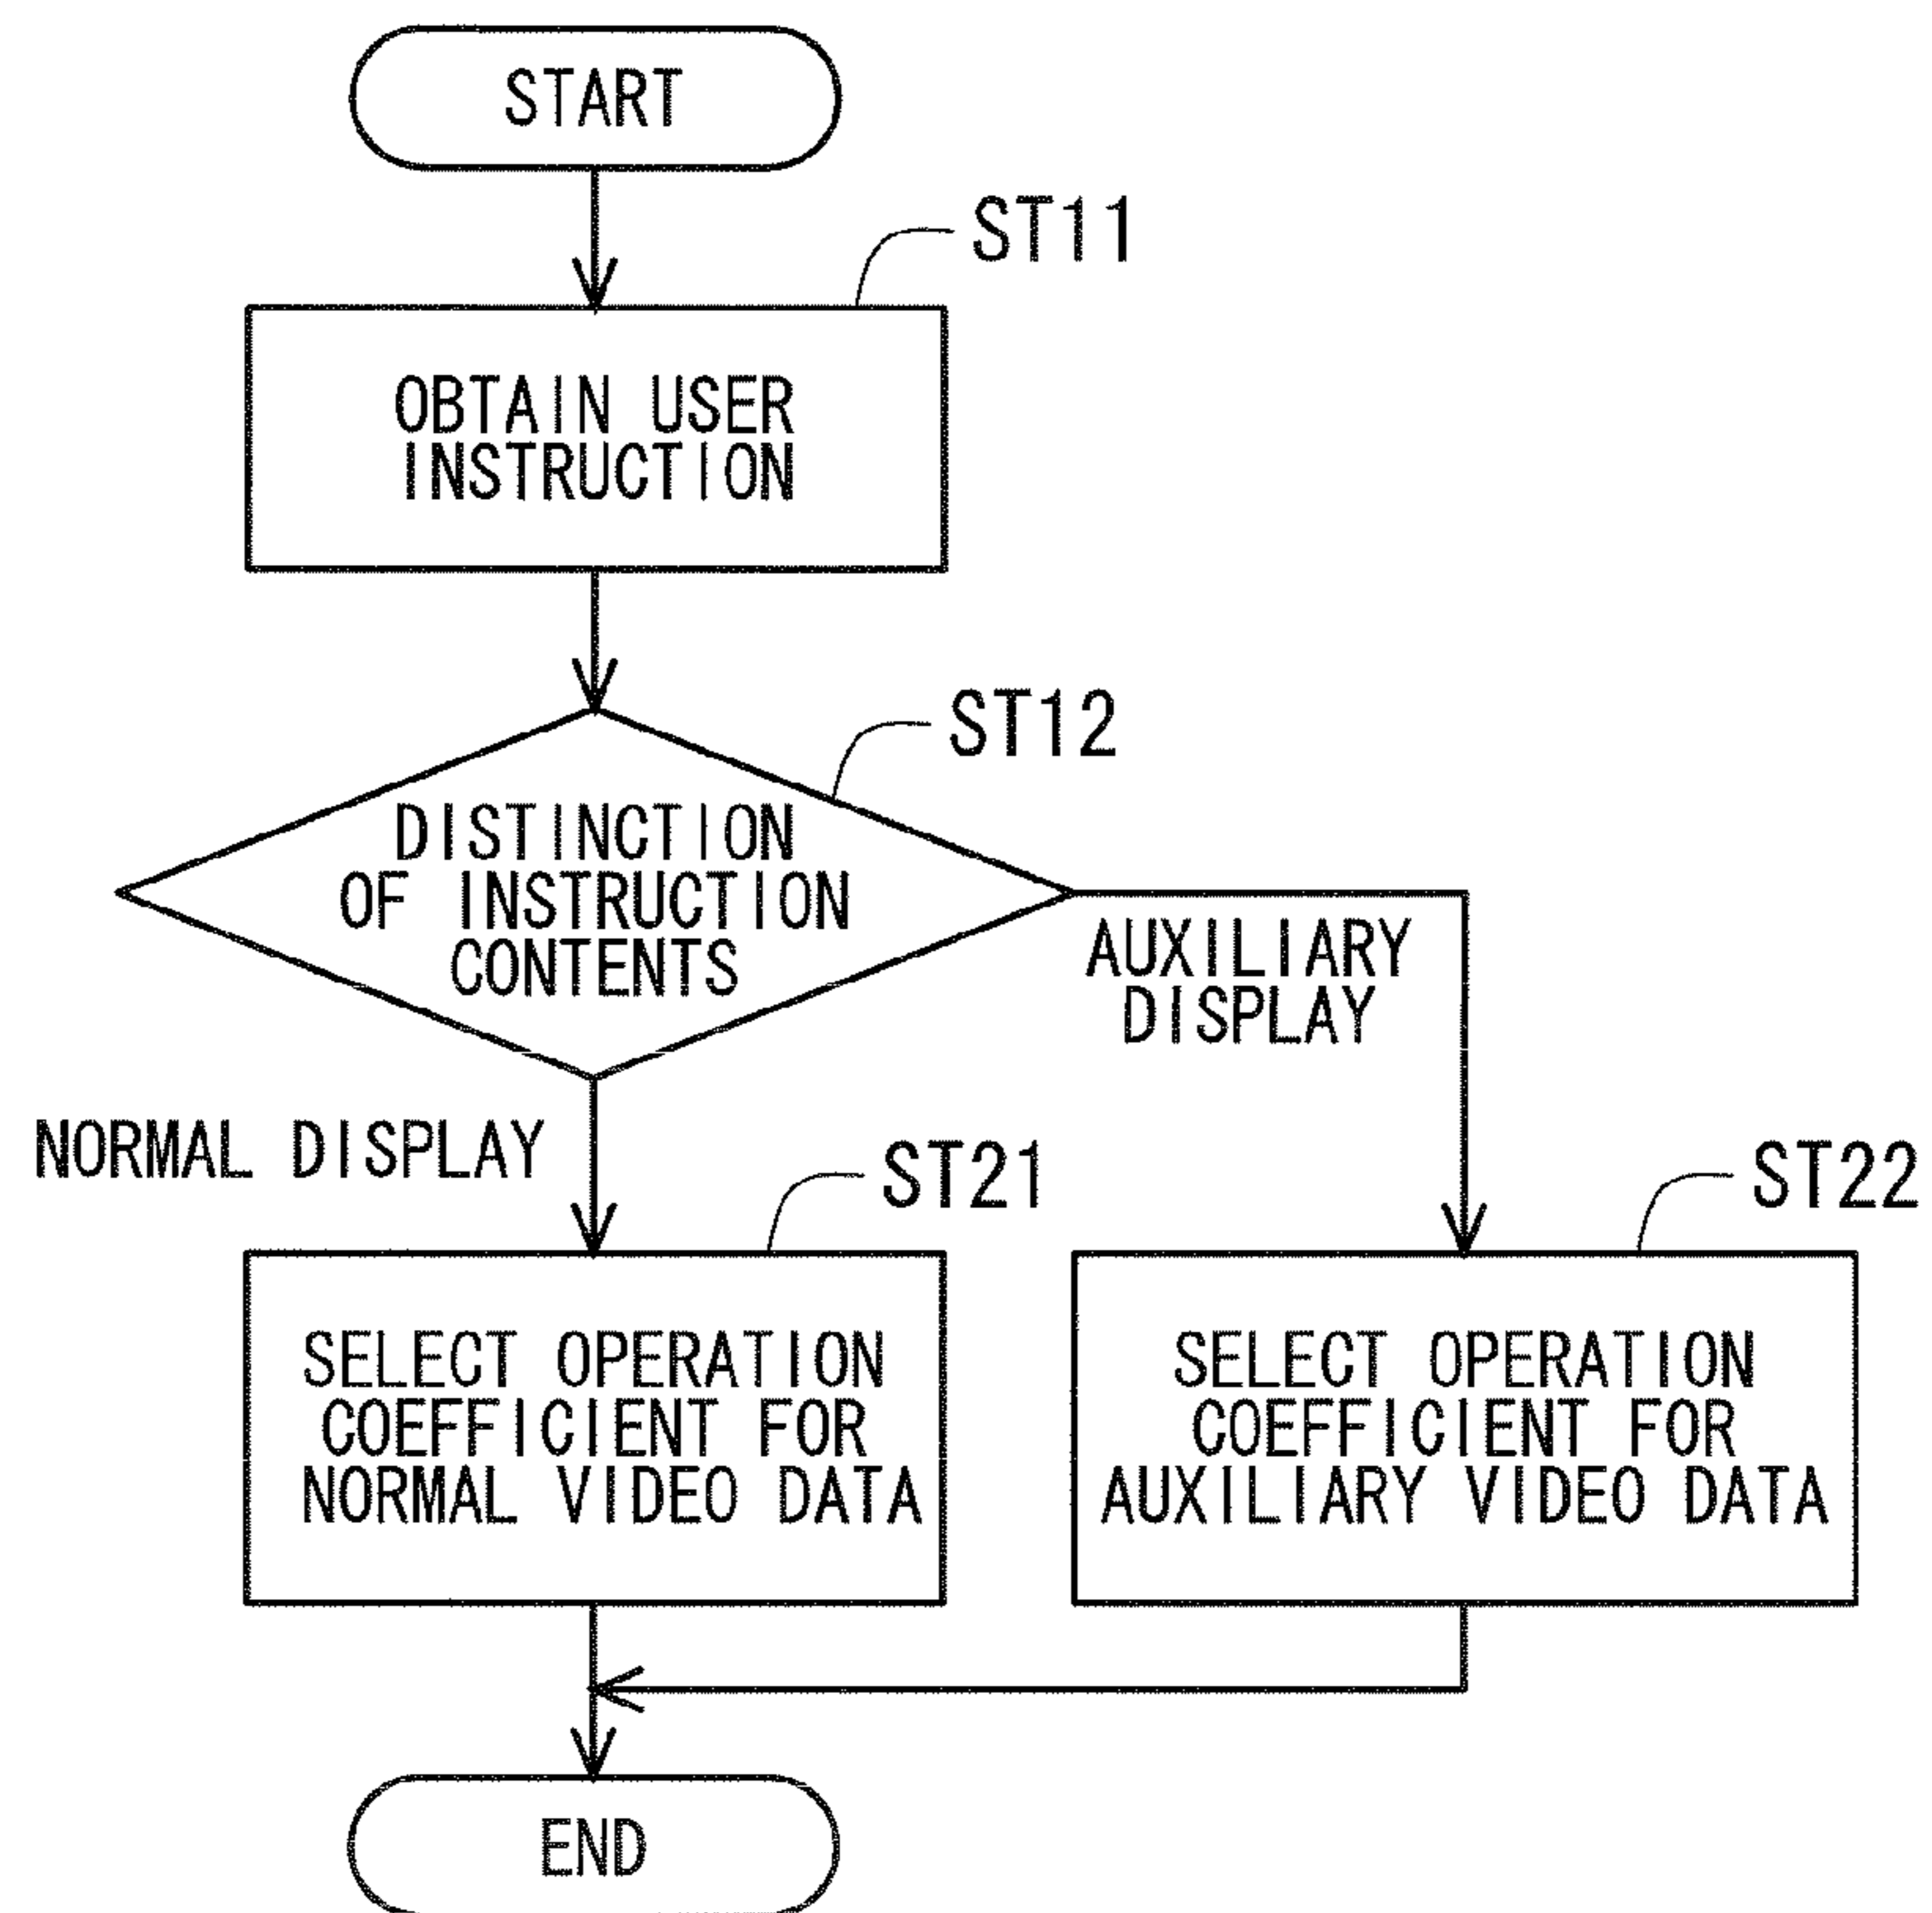 START
ST11
OBTAIN USER
INSTRUCTION
ST12
DISTINCTION
OF INSTRUCTION
CONTENTS
AUXILIARY
DISPLAY
NORMAL DISPLAY
ST21
SELECT OPERATION
COEFFICIENT FOR
NORMAL VIDEO DATA
ST22
SELECT OPERATION
COEFFICIENT FOR
AUXILIARY VIDEO DATA
END